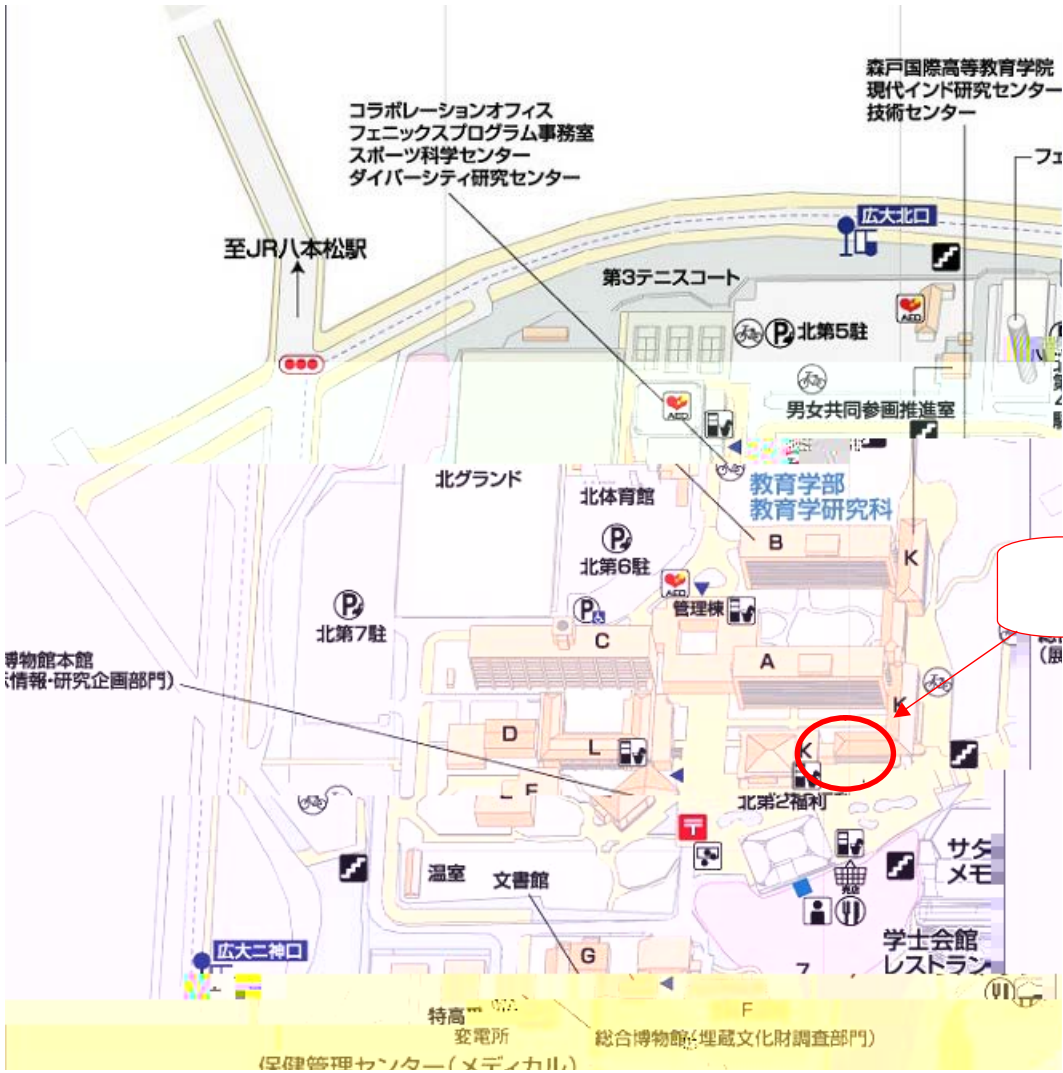 森戸国際高等教育学院
現代インド研究センター
技術センター
コラボレーションオフィス
フェニックスプログラム事務室
スポーツ科学センター
ダイバーシティ研究センター
フェ
広大北口
至JR八本松駅
第3テニスコート
AED
P 北第5駐
男女共同参画推進室
AED
北グランド
北体育館
教育学部
教育学研究科
B
K
P
北第6駐
AED
管理棟
P
北第7駐
P
C
A
K
博物館本館
情報・研究企画部門)
(展
D
L
K
北第2福利
E
〒
売店
サタ
メモ
温室
文書館
学士会館
レストラン
広大二神口
G
7
F
特高
変電所
総合博物館(埋蔵文化財調査部門)
保健管理センター(メディカル)